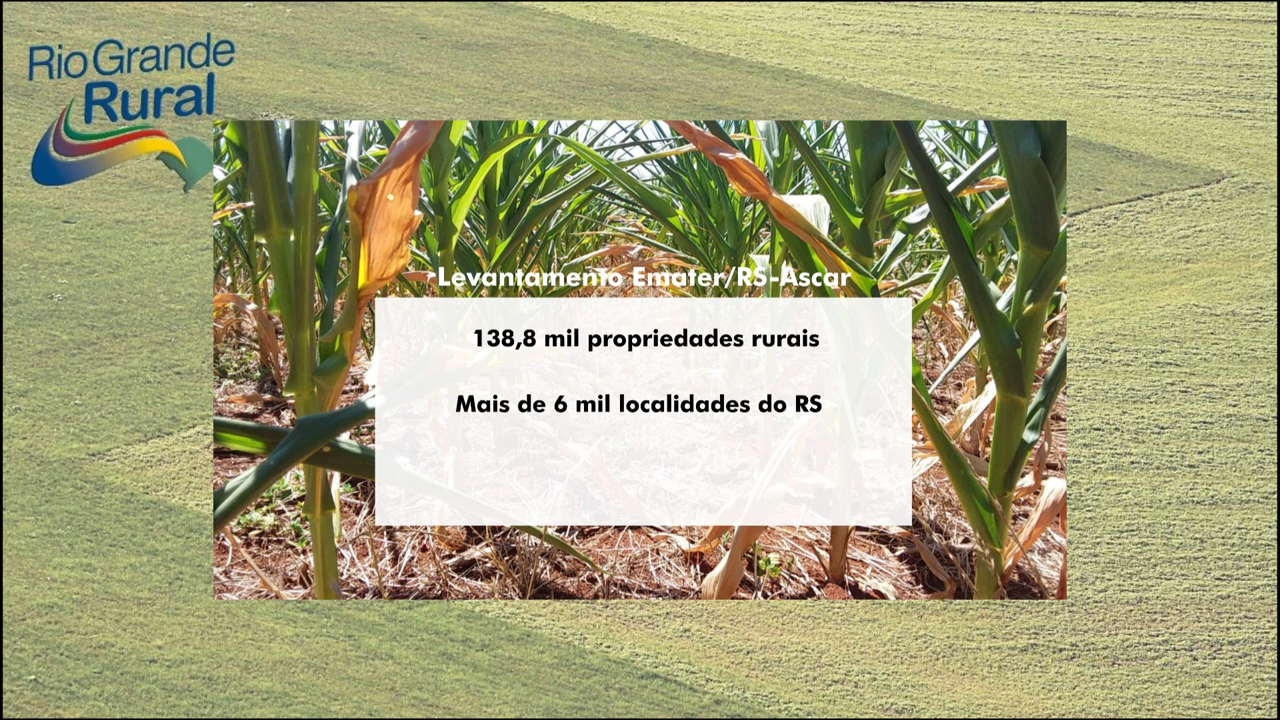 Rio Grande
Rural
Levantamento Emater/RS-Ascar
138,8 mil propriedades rurais
Mais de 6 mil localidades do RS